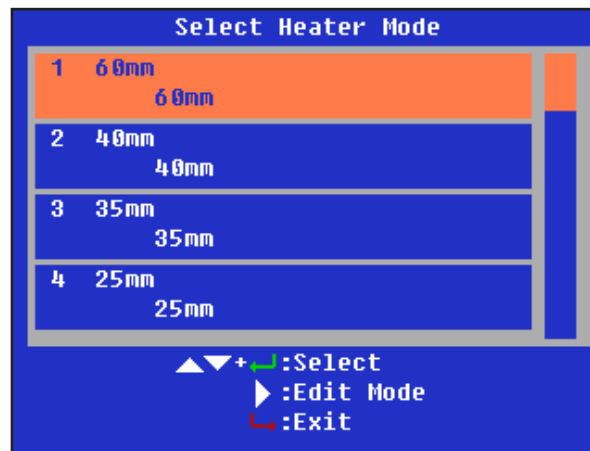 Select Heater Mode
1 60mm
60mm
2 40mm
40mm
3 35mm
35mm
4 25mm
25mm
▲▼+↵:Select
▶:Edit Mode
↳:Exit